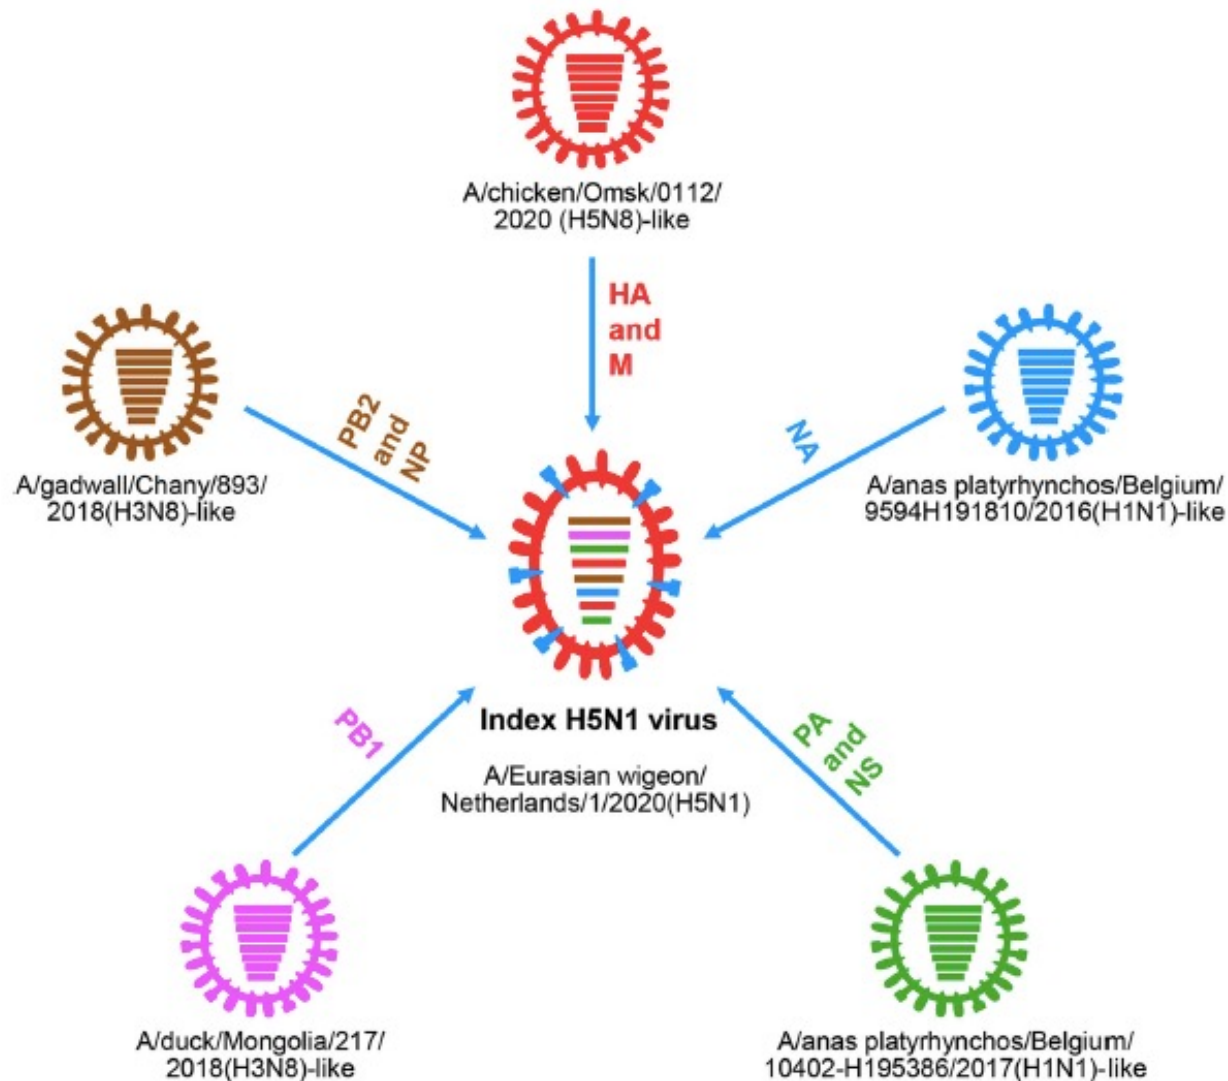 A/chicken/Omsk/0112/
2020 (H5N8)-like
HA
and
M
PB2
and
NP
NA
A/gadwall/Chany/893/
2018(H3N8)-like
A/anas platyrhynchos/Belgium/
9594H191810/2016(H1N1)-like
Index H5N1 virus
A/Eurasian wigeon/
Netherlands/1/2020(H5N1)
PB1
PA
and
NS
A/duck/Mongolia/217/
2018(H3N8)-like
A/anas platyrhynchos/Belgium/
10402-H195386/2017(H1N1)-like